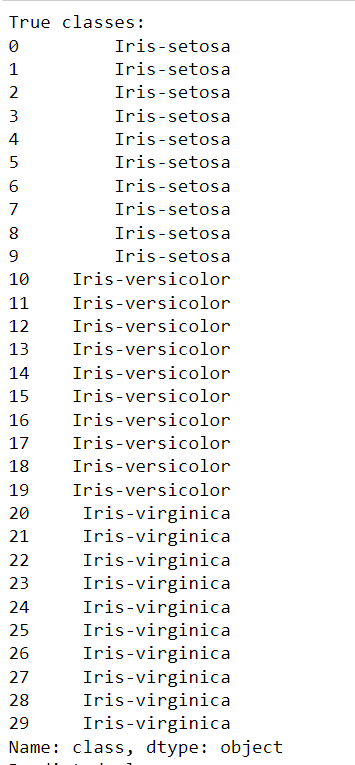 True classes:
0         Iris-setosa
1         Iris-setosa
2         Iris-setosa
3         Iris-setosa
4         Iris-setosa
5         Iris-setosa
6         Iris-setosa
7         Iris-setosa
8         Iris-setosa
9         Iris-setosa
10    Iris-versicolor
11    Iris-versicolor
12    Iris-versicolor
13    Iris-versicolor
14    Iris-versicolor
15    Iris-versicolor
16    Iris-versicolor
17    Iris-versicolor
18    Iris-versicolor
19    Iris-versicolor
20     Iris-virginica
21     Iris-virginica
22     Iris-virginica
23     Iris-virginica
24     Iris-virginica
25     Iris-virginica
26     Iris-virginica
27     Iris-virginica
28     Iris-virginica
29     Iris-virginica
Name: class, dtype: object